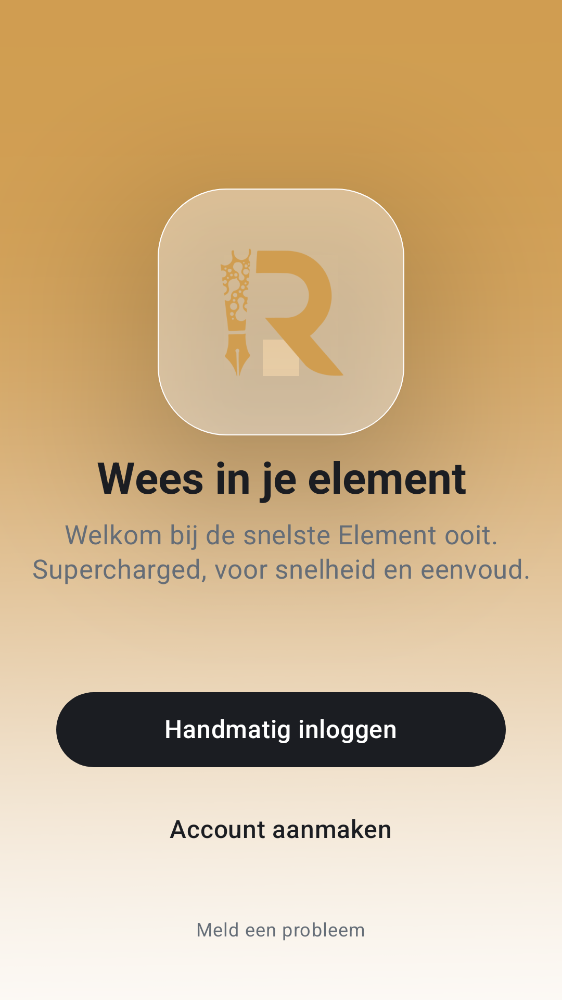 R
Wees in je element
Welkom bij de snelste Element ooit.
Supercharged, voor snelheid en eenvoud.
Handmatig inloggen
Account aanmaken
Meld een probleem